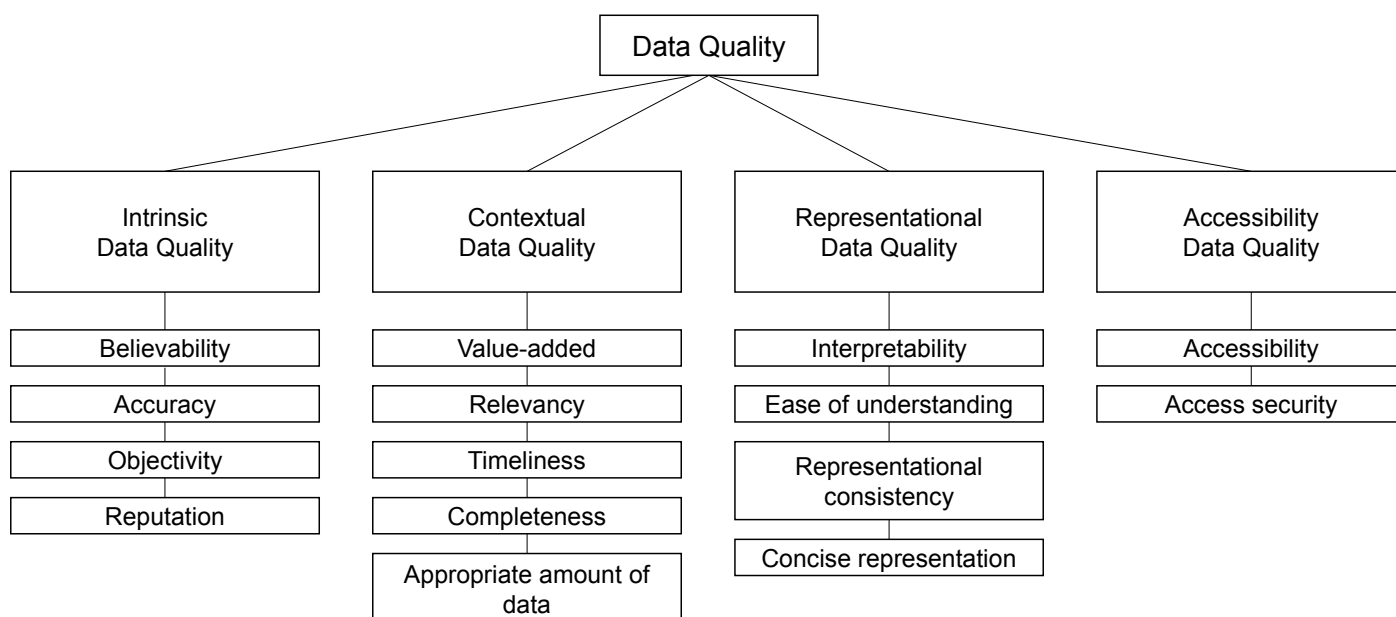 Data Quality
Intrinsic
Data Quality
Believability
Accuracy
Objectivity
Reputation
Contextual
Data Quality
Value-added
Relevancy
Timeliness
Completeness
Appropriate amount of
data
Representational
Data Quality
Interpretability
Ease of understanding
Representational
consistency
Concise representation
Accessibility
Data Quality
Accessibility
Access security